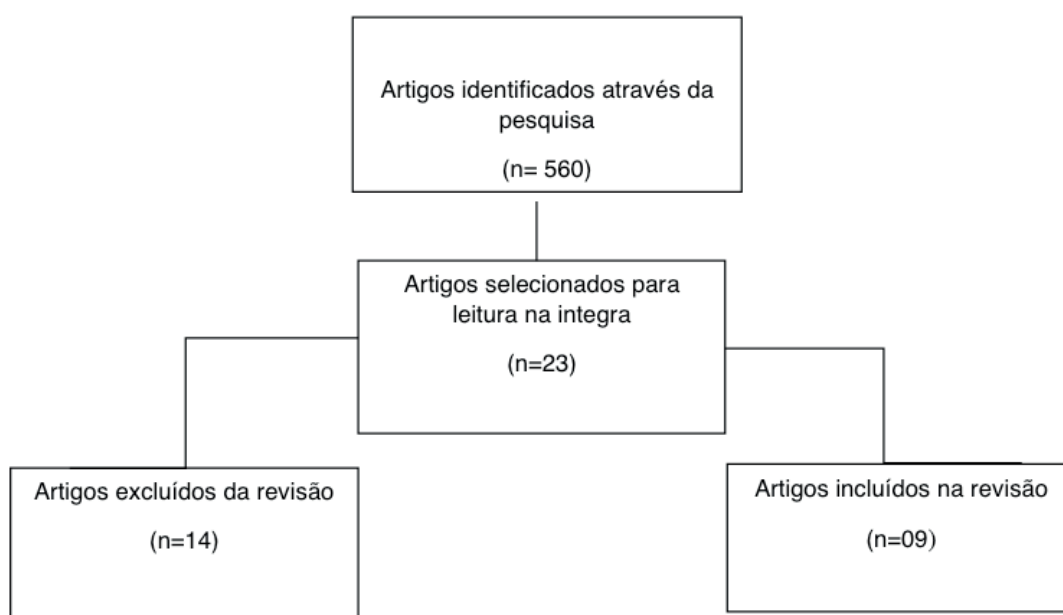 Artigos identificados através da
pesquisa
(n= 560)
Artigos selecionados para
leitura na integra
(n=23)
Artigos excluídos da revisão
(n=14)
Artigos incluídos na revisão
(n=09)